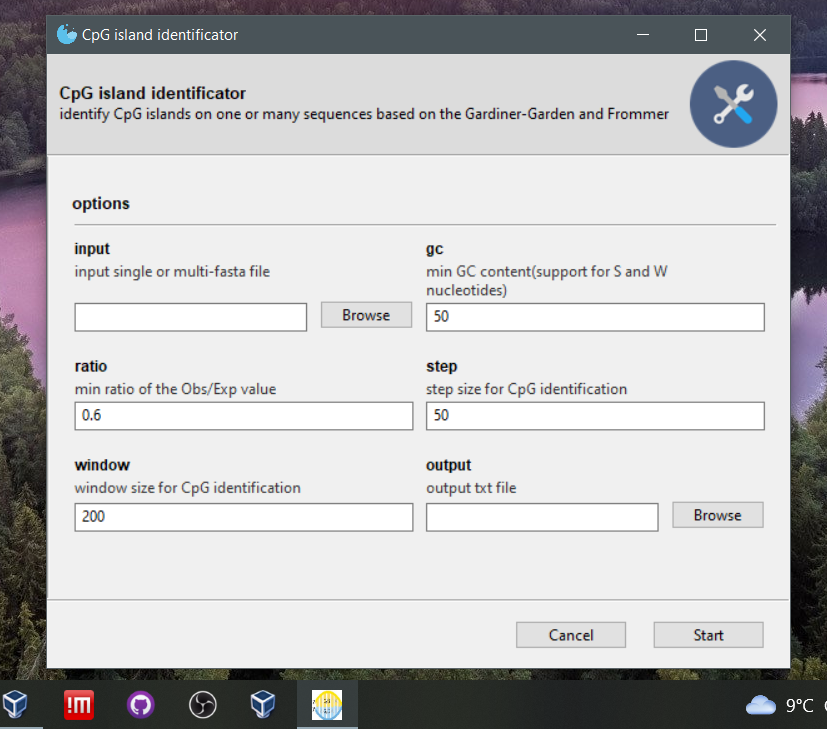 CpG island identificator
CpG island identificator
identify CpG islands on one or many sequences based on the Gardiner-Garden and Frommer
options
input
input single or multi-fasta file
Browse
gc
min GC content(support for S and W
nucleotides)
50
ratio
min ratio of the Obs/Exp value
0.6
step
step size for CpG identification
50
window
window size for CpG identification
200
output
output txt file
Browse
Cancel
Start
!m
9°C